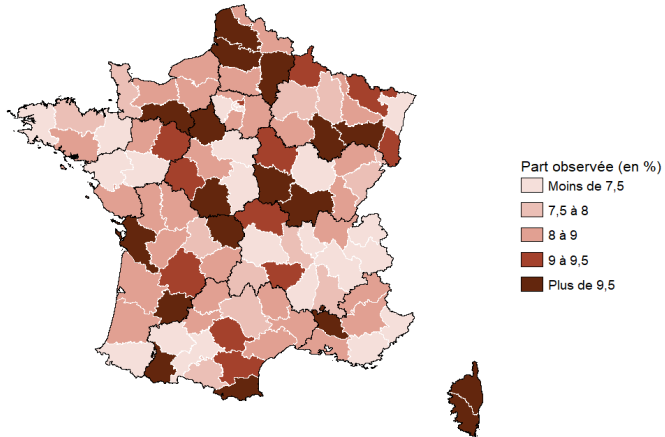 Part observée (en %)
Moins de 7,5
7,5 à 8
8 à 9
9 à 9,5
Plus de 9,5